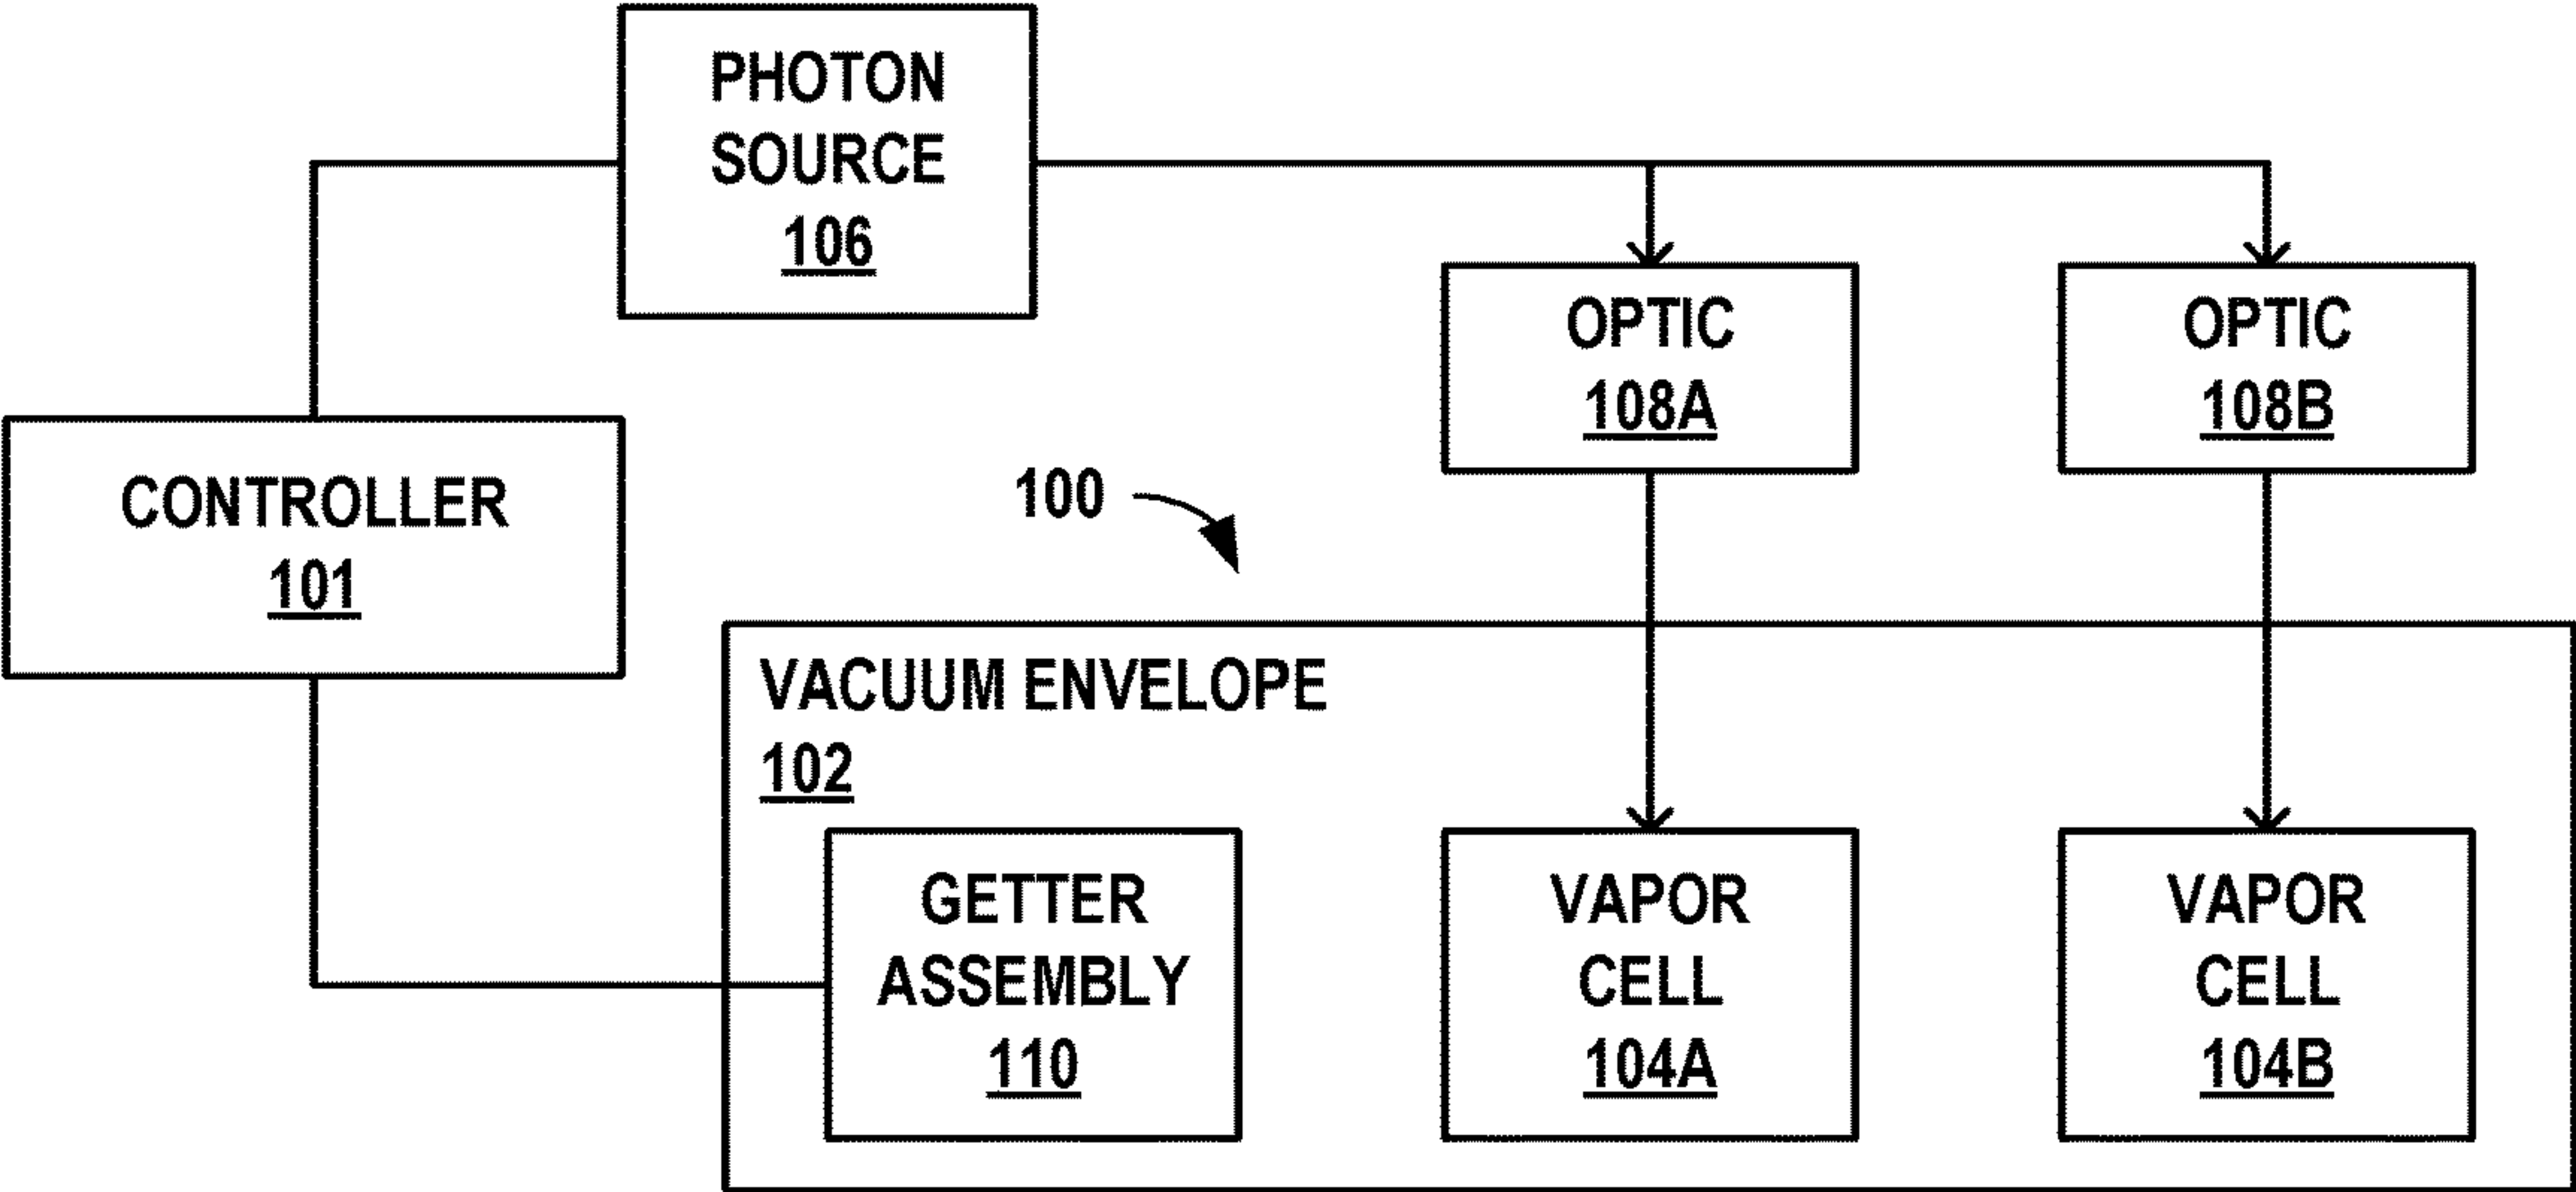 PHOTON
SOURCE
106
OPTIC
108A
OPTIC
108B
CONTROLLER
101
100
VACUUM ENVELOPE
102
GETTER
ASSEMBLY
110
VAPOR
CELL
104A
VAPOR
CELL
104B